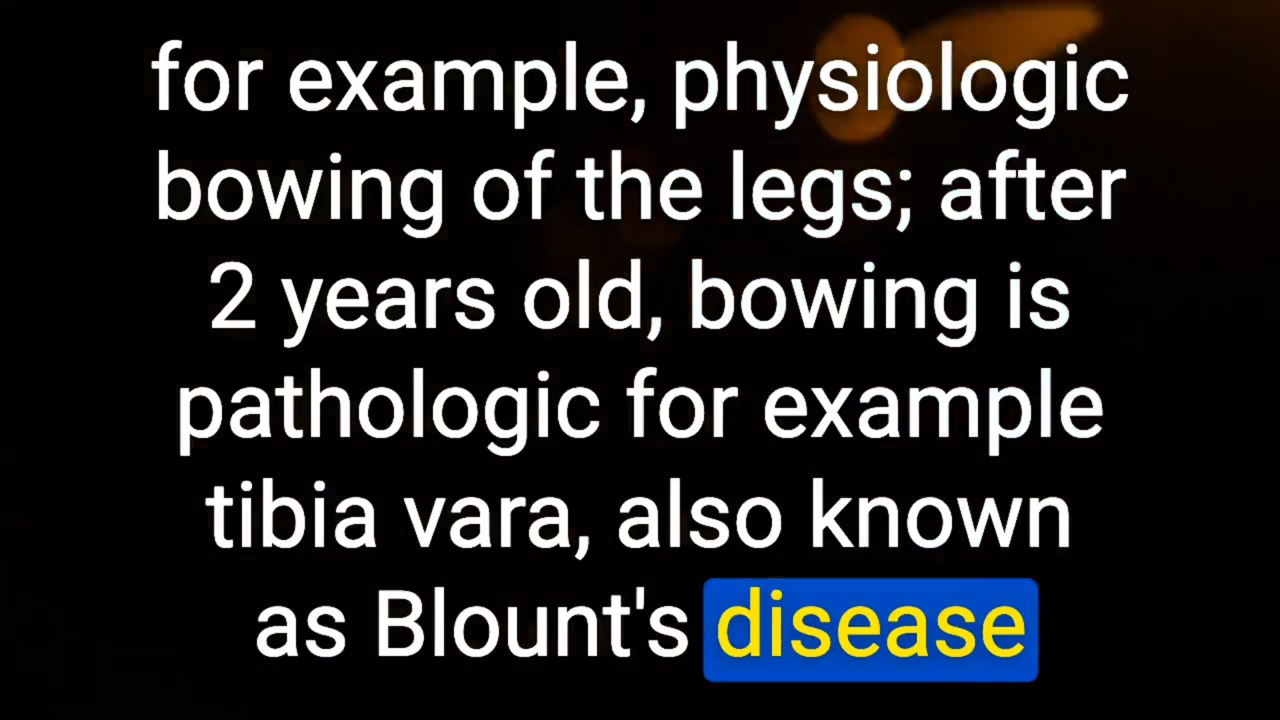 for example, physiologic
bowing of the legs; after
2 years old, bowing is
pathologic for example
tibia vara, also known
as Blount's disease